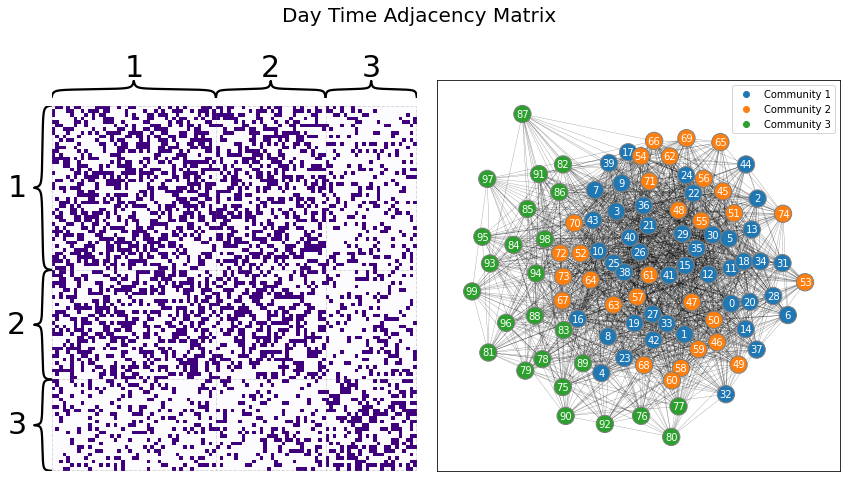 Day Time Adjacency Matrix
1 2 3
1
2
3
Community 1
Community 2
Community 3
87
66 69 65
17 54 62
82 39 44
97 91 24 56
86 7 9 71 22 45
2
85 3 36 48 51 74
70 43 21 55
95 84 98 40 29 30 5 13
72 52 10 26 35
93 94 25 38 15 11 18 34 31
73 64 61 41 12 53
99 67 63 57 47 0 20 28
96 88 16 19 27 33 50 6
83 8 42 1 14
81 78 89 23 59 46 37
79 4 68 58 49
75 60 32
90 92 76 77
80